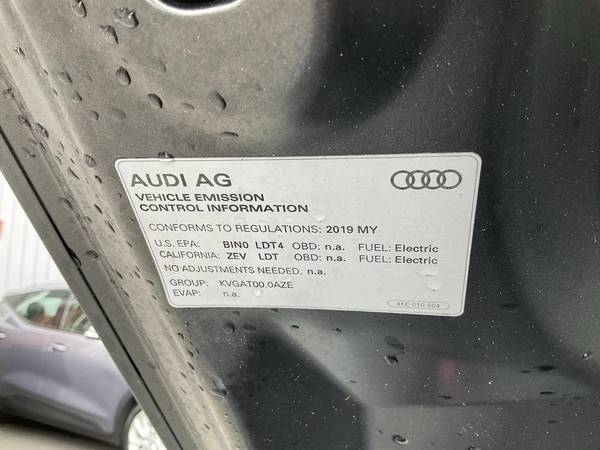 AUDI AG
VEHICLE EMISSION
CONTROL INFORMATION
CONFORMS TO REGULATIONS: 2019 MY
U.S. EPA: BIN0 LDT4 OBD: n.a. FUEL: Electric
CALIFORNIA: ZEV LDT OBD: n.a. FUEL: Electric
NO ADJUSTMENTS NEEDED. n.a.
GROUP: KVGAT00.0AZE
EVAP: n.a.
4KE 010 504